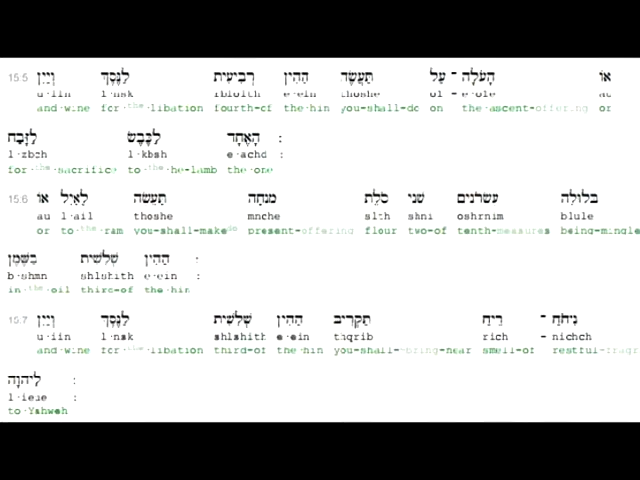 15.5 וְיַיִן לַנֶּסֶךְ רְבִיעִית הַהִין תַּעֲשֶׂה עַל - הָעֹלָה אוֹ
u·iin l·nsk rbioith e·ein thoshe ol - e·ole au
and·wine for·the·libation fourth-of the·hin you-shall-do on the·ascent-offering or
לַזָּבַח לַכֶּבֶשׂ הָאֶחָד :
l·zbch l·kbsh e·achd :
for·the·sacrifice to·the·he-lamb the·one
15.6 אוֹ לָאַיִל תַּעֲשֶׂה מִנְחָה סֹלֶת שְׁנֵי עֶשְׂרֹנִים בְּלוּלָה
au l·ail thoshe mnche slth shni oshrnim blule
or to·the·ram you-shall-make^do present-offering flour two-of tenth-measures being-mingle
בַשֶּׁמֶן שְׁלִשִׁית הַהִין :
b·shmn shlshith e·ein :
in·the·oil third-of the·hin
15.7 וְיַיִן לַנֶּסֶךְ שְׁלִשִׁית הַהִין תַּקְרִיב רֵיחַ - נִיחֹחַ
u·iin l·nsk shlshith e·ein thqrib rich - nichch
and·wine for·the·libation third-of the·hin you-shall-bring-near smell-of restful-fragr
לַיהוָה :
l·ieue :
to·Yahweh